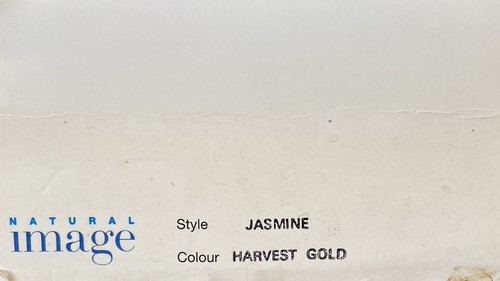 NATURAL
image
Style JASMINE
Colour HARVEST GOLD